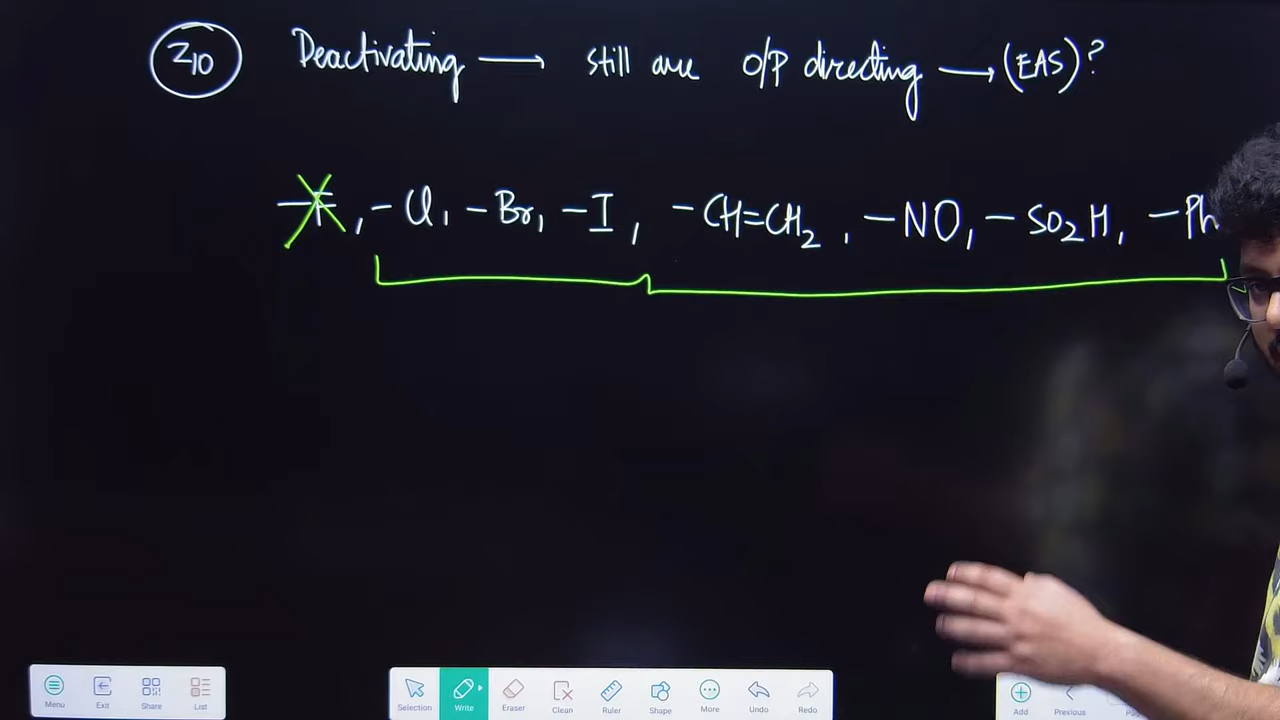 Z10 Deactivating → still are o/p directing → (EAS)?
-F, -Cl, -Br, -I, -CH=CH₂, -NO, -SO₂H, -Ph
Menu Exit Share List Selection Write Eraser Clean Ruler Shape More Undo Redo Add Previous